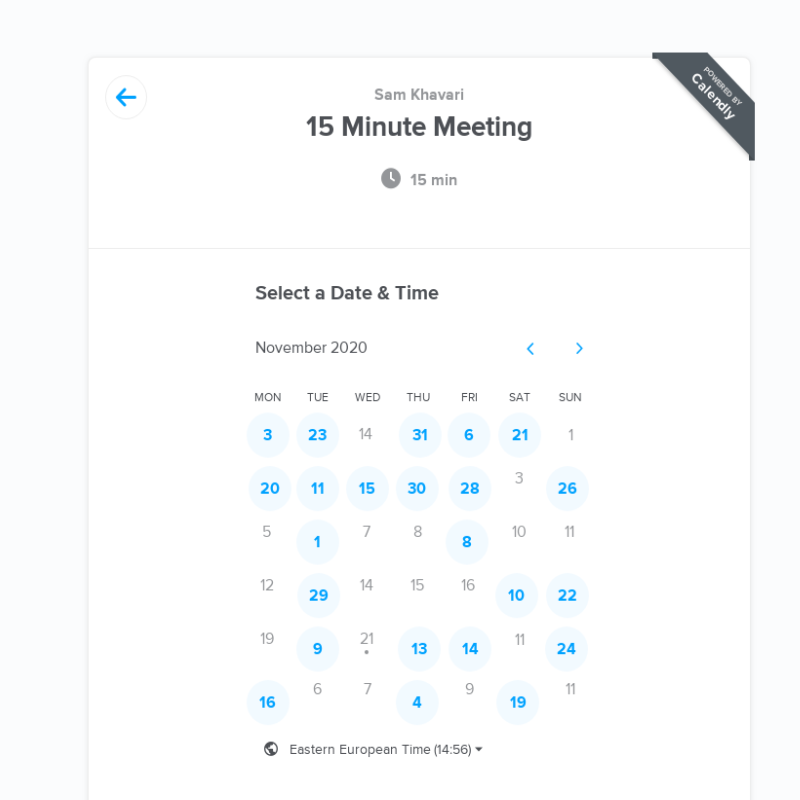 POWERED BY
Calendly
Sam Khavari
15 Minute Meeting
15 min
Select a Date & Time
November 2020
MON TUE WED THU FRI SAT SUN
3 23 14 31 6 21 1
20 11 15 30 28 3 26
5 1 7 8 8 10 11
12 29 14 15 16 10 22
19 9 21 13 14 11 24
16 6 7 4 9 19 11
Eastern European Time (14:56)